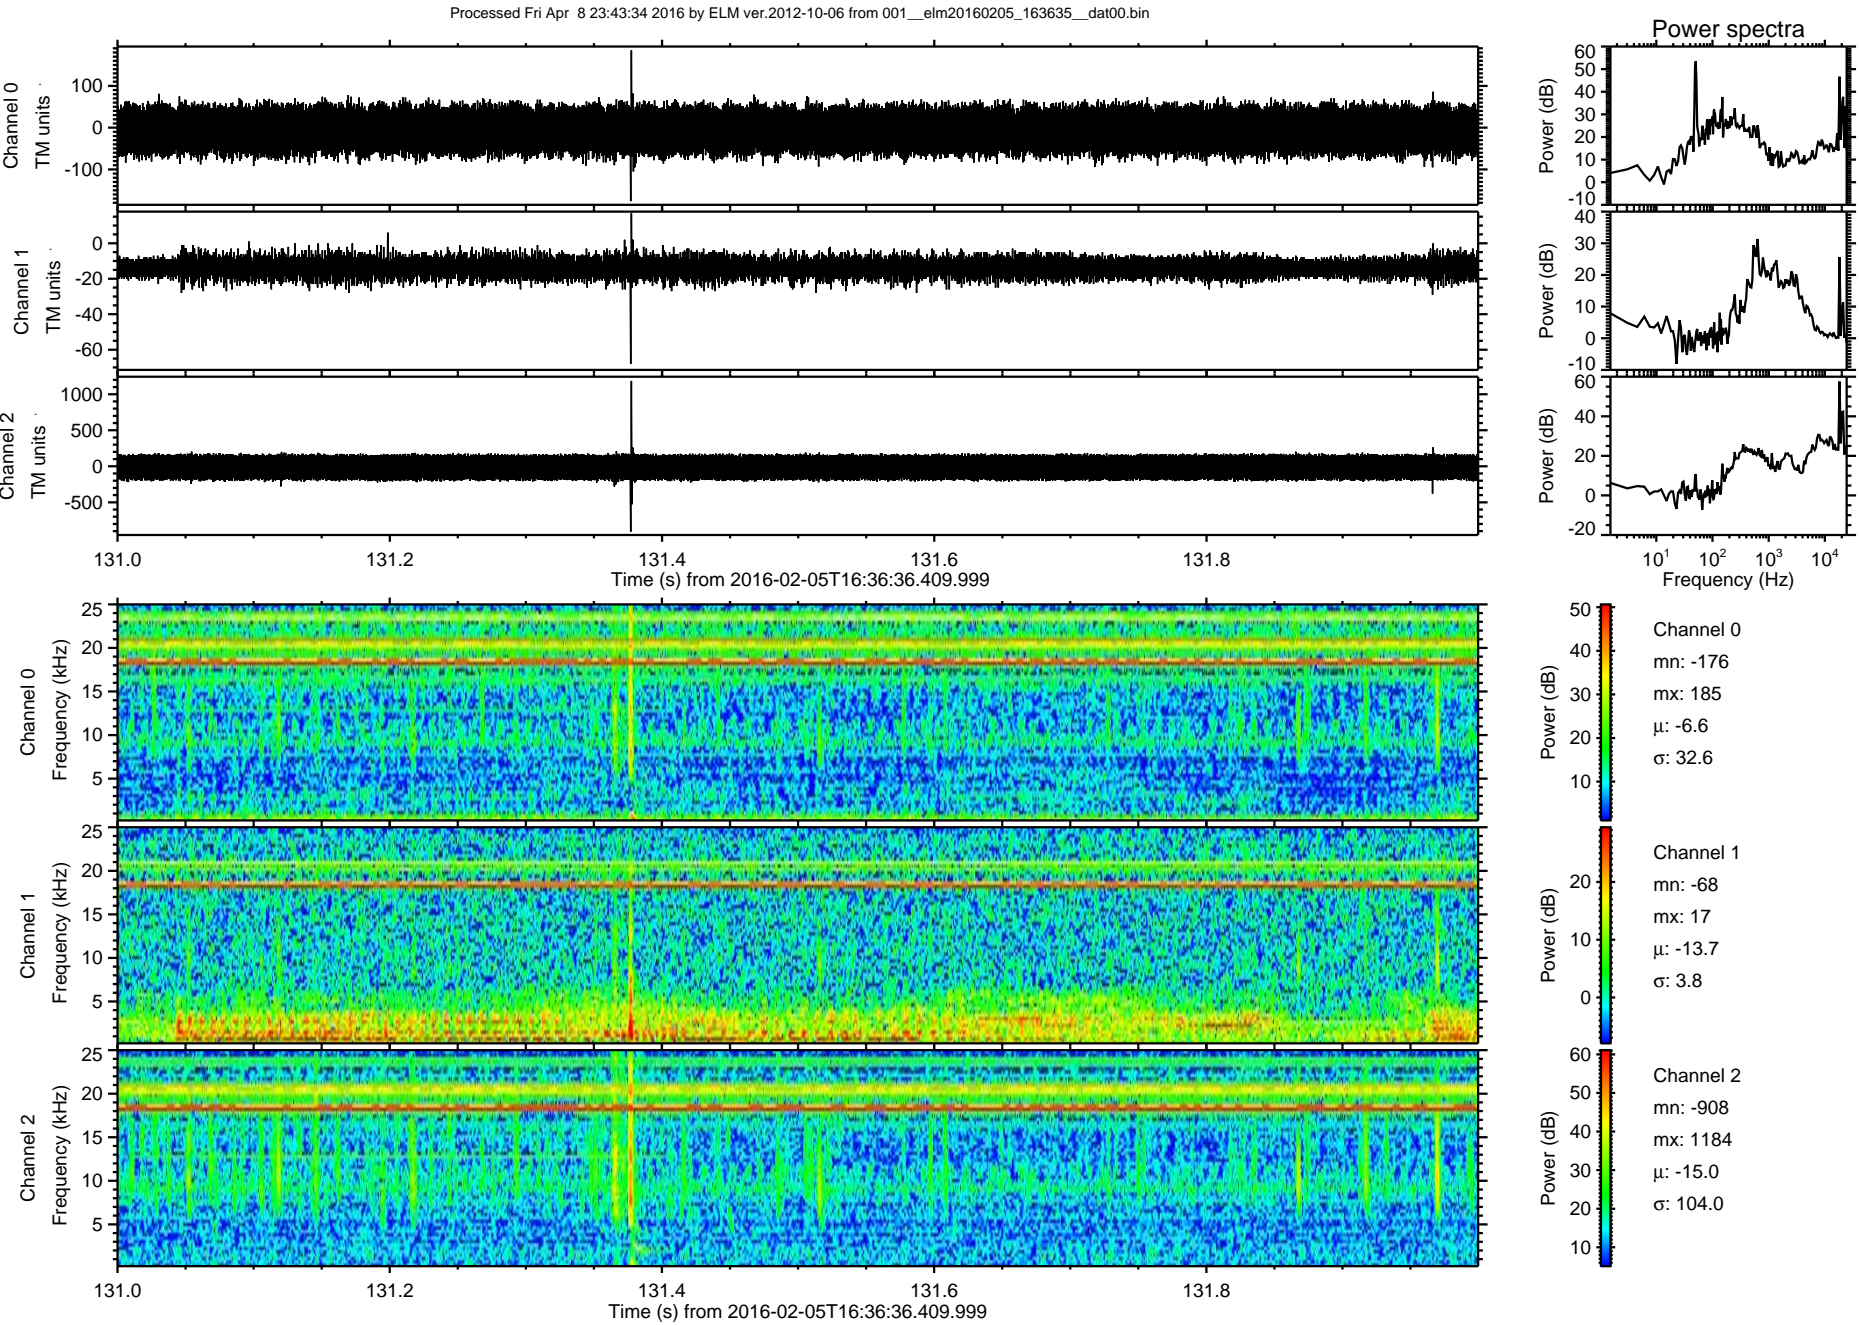 Processed Fri Apr  8 23:43:34 2016 by ELM ver.2012-10-06 from 001__elm20160205_163635__dat00.bin
Power spectra
Channel 0
TM units
100
0
-100
Power (dB)
60
50
40
30
20
10
0
-10
Channel 1
TM units
0
-20
-40
-60
Power (dB)
40
30
20
10
0
-10
Channel 2
TM units
1000
500
0
-500
Power (dB)
60
40
20
0
-20
131.0 131.2 131.4 131.6 131.8
Time (s) from 2016-02-05T16:36:36.409.999
10¹ 10² 10³ 10⁴
Frequency (Hz)
Channel 0
Frequency (kHz)
25
20
15
10
5
Power (dB)
50
40
30
20
10
Channel 0
mn: -176
mx: 185
μ: -6.6
σ: 32.6
Channel 1
Frequency (kHz)
25
20
15
10
5
Power (dB)
20
10
0
Channel 1
mn: -68
mx: 17
μ: -13.7
σ: 3.8
Channel 2
Frequency (kHz)
25
20
15
10
5
Power (dB)
60
50
40
30
20
10
Channel 2
mn: -908
mx: 1184
μ: -15.0
σ: 104.0
131.0 131.2 131.4 131.6 131.8
Time (s) from 2016-02-05T16:36:36.409.999